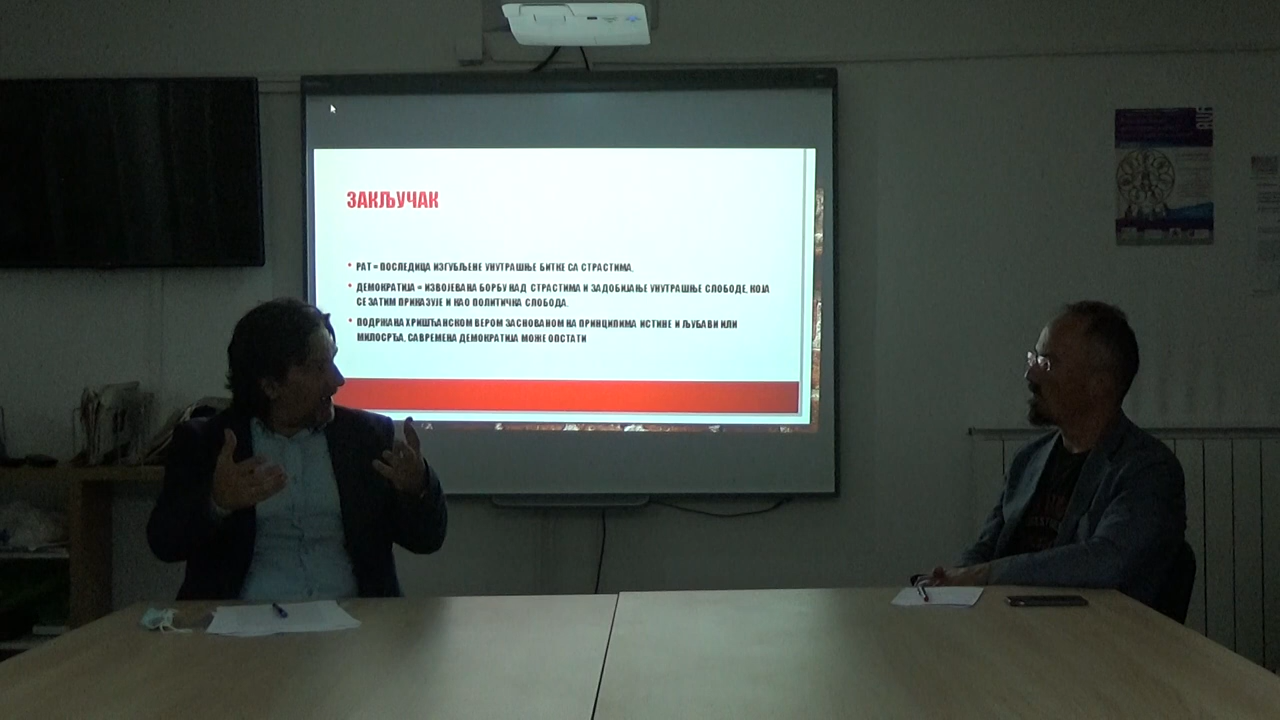 ЗАКЉУЧАК
• РАТ = ПОСЛЕДИЦА ИЗГУБЉЕНЕ УНУТРАШЊЕ БИТКЕ СА СТРАСТИМА.
• ДЕМОКРАТИЈА = ИЗВОЈЕВАНА БОРБУ НАД СТРАСТИМА И ЗАДОБИЈАЊЕ УНУТРАШЊЕ СЛОБОДЕ, КОЈА
СЕ ЗАТИМ ПРИКАЗУЈЕ И КАО ПОЛИТИЧКА СЛОБОДА.
• ПОДРЖАНА ХРИШЋАНСКОМ ВЕРОМ ЗАСНОВАНОМ НА ПРИНЦИПИМА ИСТИНЕ И ЉУБАВИ ИЛИ
МИЛОСРЂА, САВРЕМЕНА ДЕМОКРАТИЈА МОЖЕ ОПСТАТИ